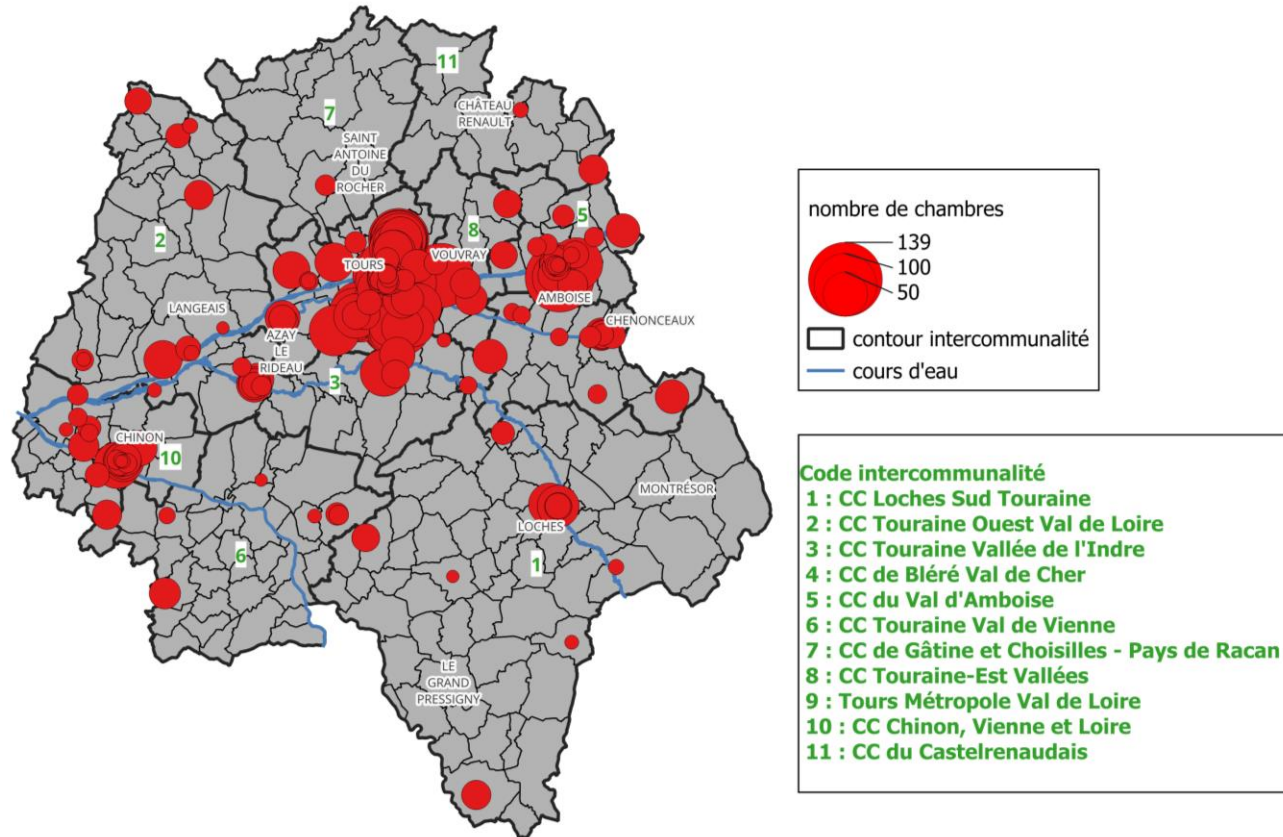 11
7
CHÂTEAU
RENAULT
SAINT
ANTOINE
DU
ROCHER
5
8
2
VOUVRAY
TOURS
AMBOISE
LANGEAIS
CHENONCEAUX
AZAY
LE
RIDEAU
3
CHINON
10
MONTRÉSOR
LOCHES
6
1
LE
GRAND
PRESSIGNY
nombre de chambres
139
100
50
contour intercommunalité
cours d'eau
Code intercommunalité
1 : CC Loches Sud Touraine
2 : CC Touraine Ouest Val de Loire
3 : CC Touraine Vallée de l'Indre
4 : CC de Bléré Val de Cher
5 : CC du Val d'Amboise
6 : CC Touraine Val de Vienne
7 : CC de Gâtine et Choisilles - Pays de Racan
8 : CC Touraine-Est Vallées
9 : Tours Métropole Val de Loire
10 : CC Chinon, Vienne et Loire
11 : CC du Castelrenaudais